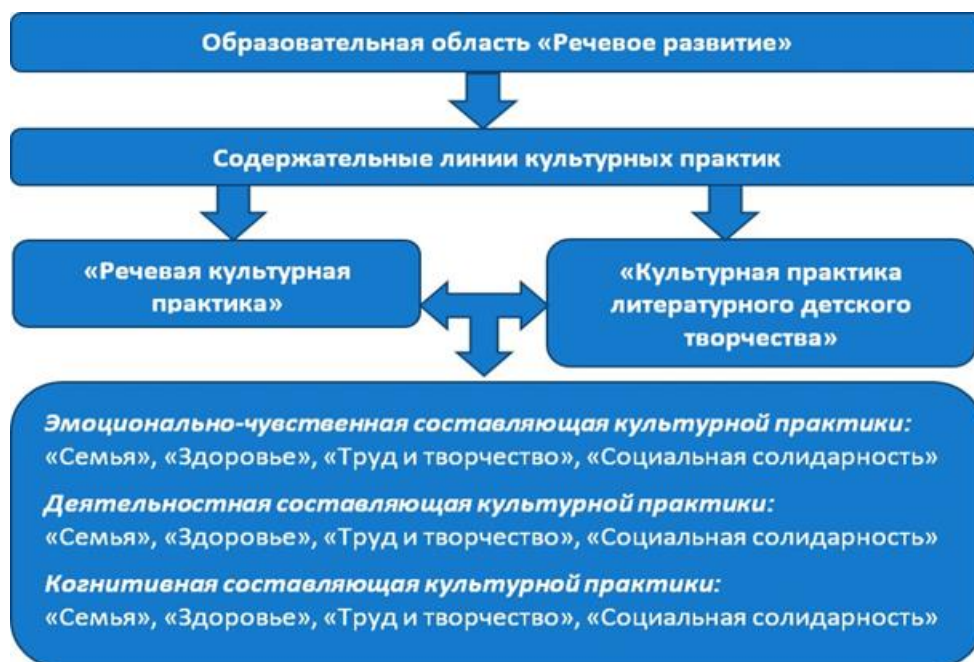 Образовательная область «Речевое развитие»
Содержательные линии культурных практик
«Речевая культурная
практика»
«Культурная практика
литературного детского
творчества»
Эмоционально-чувственная составляющая культурной практики:
«Семья», «Здоровье», «Труд и творчество», «Социальная солидарность»
Деятельностная составляющая культурной практики:
«Семья», «Здоровье», «Труд и творчество», «Социальная солидарность»
Когнитивная составляющая культурной практики:
«Семья», «Здоровье», «Труд и творчество», «Социальная солидарность»